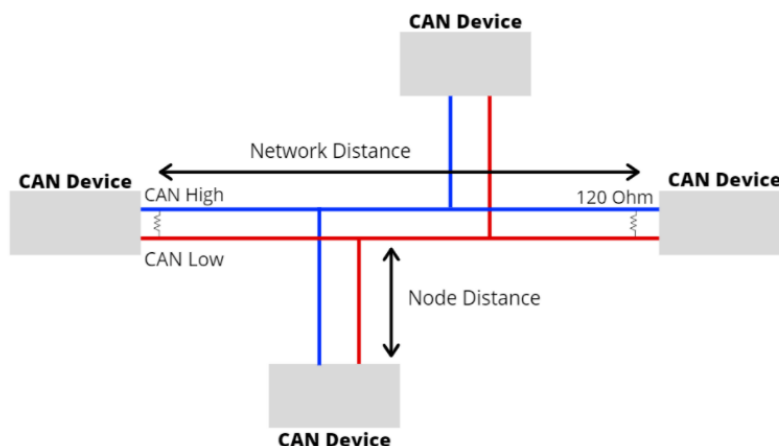 CAN Device
Network Distance
CAN Device
CAN Device
CAN High
120 Ohm
CAN Low
Node Distance
CAN Device